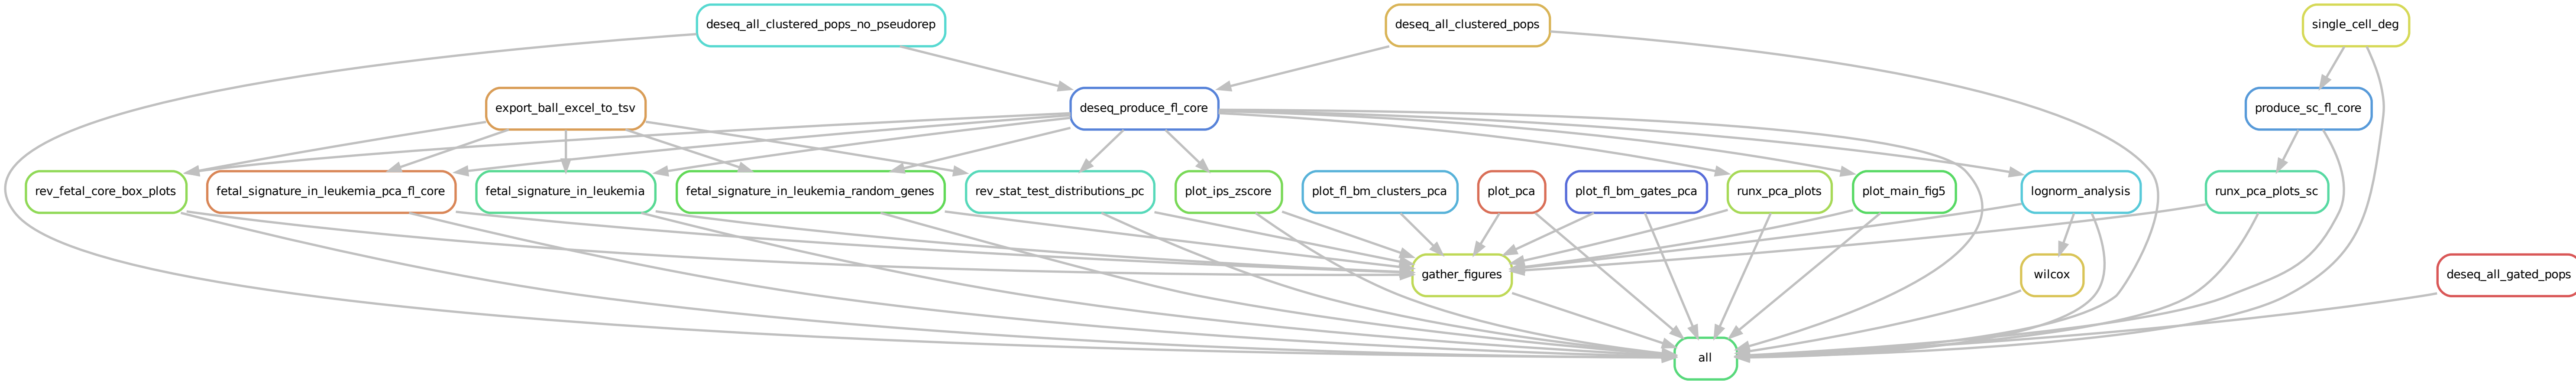 deseq_all_clustered_pops_no_pseudorep
deseq_all_clustered_pops
single_cell_deg
export_ball_excel_to_tsv
deseq_produce_fl_core
produce_sc_fl_core
rev_fetal_core_box_plots
fetal_signature_in_leukemia_pca_fl_core
fetal_signature_in_leukemia
fetal_signature_in_leukemia_random_genes
rev_stat_test_distributions_pc
plot_ips_zscore
plot_fl_bm_clusters_pca
plot_pca
plot_fl_bm_gates_pca
runx_pca_plots
plot_main_fig5
lognorm_analysis
runx_pca_plots_sc
gather_figures
wilcox
deseq_all_gated_pops
all